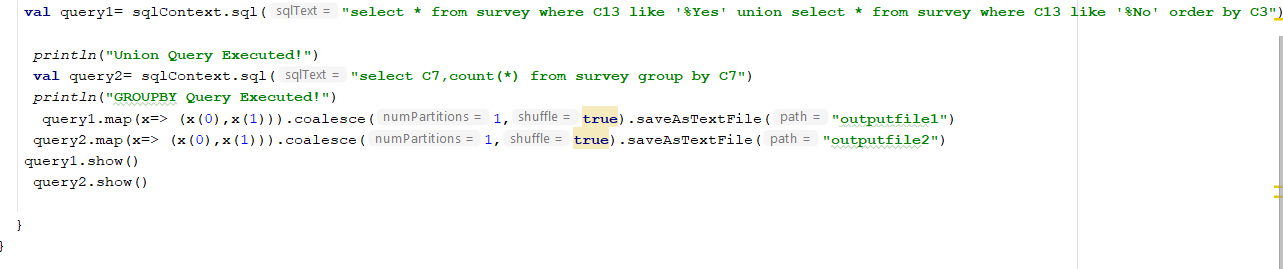 val query1= sqlContext.sql( sqlText = "select * from survey where C13 like '%Yes' union select * from survey where C13 like '%No' order by C3")
println("Union Query Executed!")
val query2= sqlContext.sql( sqlText = "select C7,count(*) from survey group by C7")
println("GROUPBY Query Executed!")
query1.map(x=> (x(0),x(1))).coalesce( numPartitions = 1, shuffle = true).saveAsTextFile( path = "outputfile1")
query2.map(x=> (x(0),x(1))).coalesce( numPartitions = 1, shuffle = true).saveAsTextFile( path = "outputfile2")
query1.show()
query2.show()
}
}